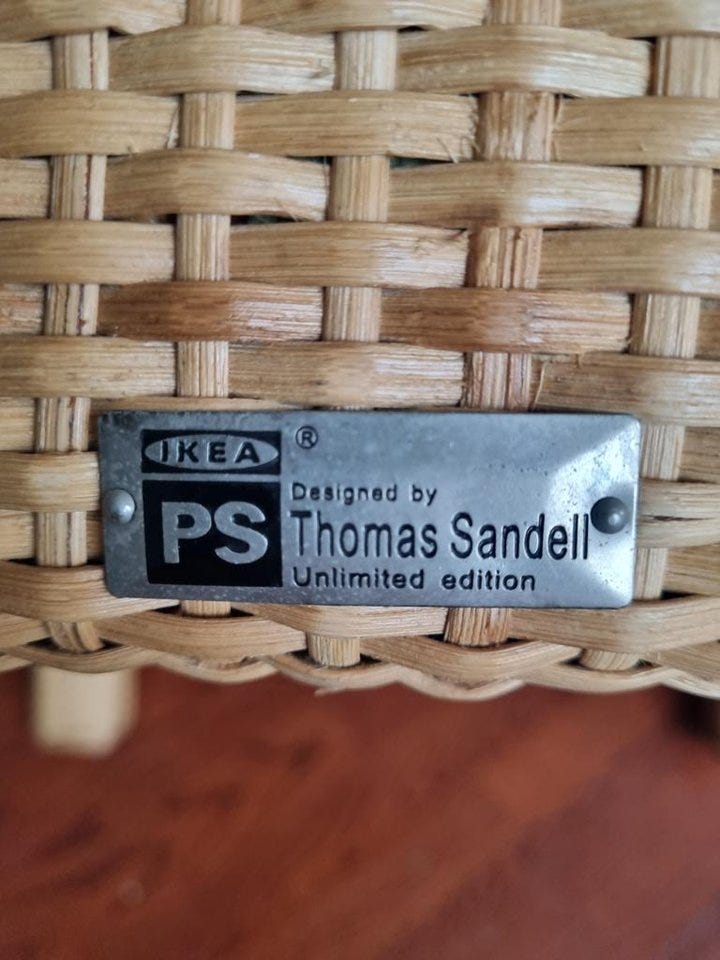 IKEA ®
PS
Designed by
Thomas Sandell
Unlimited edition